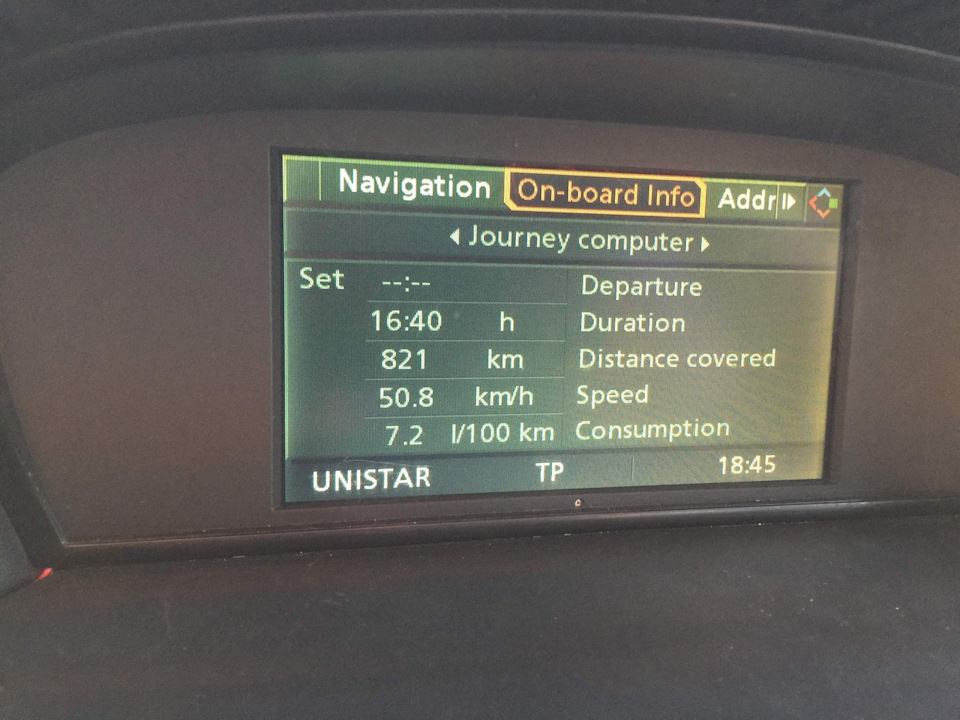 Navigation On-board Info Addr
Journey computer
Set --:-- Departure
16:40 h Duration
821 km Distance covered
50.8 km/h Speed
7.2 l/100 km Consumption
UNISTAR TP 18:45